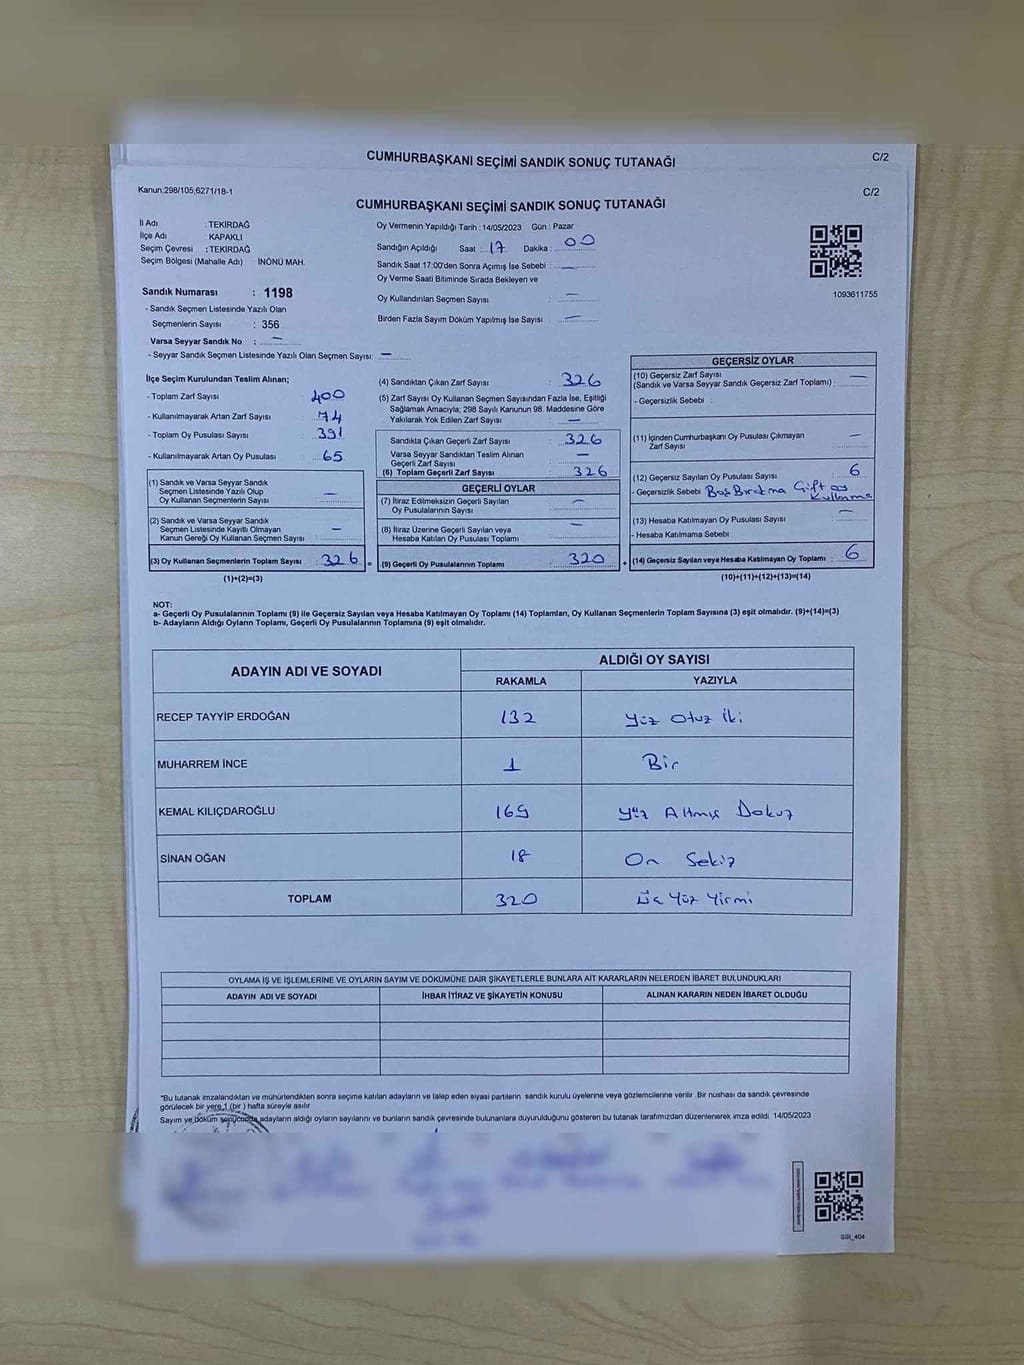 CUMHURBAŞKANI SEÇİMİ SANDIK SONUÇ TUTANAĞI
C/2
Kanun,298/105,6271/18-1
C/2
CUMHURBAŞKANI SEÇİMİ SANDIK SONUÇ TUTANAĞI
İl Adı : TEKİRDAĞ
İlçe Adı : KAPAKLI
Seçim Çevresi : TEKİRDAĞ
Seçim Bölgesi (Mahalle Adı) İNÖNÜ MAH.
Sandık Numarası : 1198
- Sandık Seçmen Listesinde Yazılı Olan
Seçmenlerin Sayısı : 356
Varsa Seyyar Sandık No : —
- Seyyar Sandık Seçmen Listesinde Yazılı Olan Seçmen Sayısı: —
Oy Vermenin Yapıldığı Tarih : 14/05/2023 Gün : Pazar
Sandığın Açıldığı Saat : 17 Dakika : 00
Sandık Saat 17:00'den Sonra Açımış İse Sebebi : —
Oy Verme Saati Bitiminde Sırada Bekleyen ve
Oy Kullandırılan Seçmen Sayısı : —
Birden Fazla Sayım Döküm Yapılmış İse Sayısı : —
1093611755
İlçe Seçim Kurulundan Teslim Alınan;
- Toplam Zarf Sayısı : 400
- Kullanılmayarak Artan Zarf Sayısı : 74
- Toplam Oy Pusulası Sayısı : 391
- Kullanılmayarak Artan Oy Pusulası : 65
(1) Sandık ve Varsa Seyyar Sandık
Seçmen Listesinde Yazılı Olup
Oy Kullanan Seçmenlerin Sayısı : —
(2) Sandık ve Varsa Seyyar Sandık
Seçmen Listesinde Kayıtlı Olmayan
Kanun Gereği Oy Kullanan Seçmen Sayısı : —
(3) Oy Kullanan Seçmenlerin Toplam Sayısı : 326
(1)+(2)=(3)
(4) Sandıktan Çıkan Zarf Sayısı : 326
(5) Zarf Sayısı Oy Kullanan Seçmen Sayısından Fazla İse, Eşitliği
Sağlamak Amacıyla; 298 Sayılı Kanunun 98. Maddesine Göre
Yakılarak Yok Edilen Zarf Sayısı : —
Sandıkta Çıkan Geçerli Zarf Sayısı : 326
Varsa Seyyar Sandıktan Teslim Alınan
Geçerli Zarf Sayısı : —
(6) Toplam Geçerli Zarf Sayısı : 326
GEÇERLİ OYLAR
(7) İtiraz Edilmeksizin Geçerli Sayılan
Oy Pusulalarının Sayısı : —
(8) İtiraz Üzerine Geçerli Sayılan veya
Hesaba Katılan Oy Pusulası Toplamı : —
= (9) Geçerli Oy Pusulalarının Toplamı : 320
GEÇERSİZ OYLAR
(10) Geçersiz Zarf Sayısı
(Sandık ve Varsa Seyyar Sandık Geçersiz Zarf Toplamı) : —
- Geçersizlik Sebebi :
(11) İçinden Cumhurbaşkanı Oy Pusulası Çıkmayan
Zarf Sayısı : —
(12) Geçersiz Sayılan Oy Pusulası Sayısı : 6
- Geçersizlik Sebebi Boş Bırakma Çift oy
Kullanma
(13) Hesaba Katılmayan Oy Pusulası Sayısı : —
- Hesaba Katılmama Sebebi :
+ (14) Geçersiz Sayılan veya Hesaba Katılmayan Oy Toplamı : 6
(10)+(11)+(12)+(13)=(14)
NOT:
a- Geçerli Oy Pusulalarının Toplamı (9) ile Geçersiz Sayılan veya Hesaba Katılmayan Oy Toplamı (14) Toplamları, Oy Kullanan Seçmenlerin Toplam Sayısına (3) eşit olmalıdır. (9)+(14)=(3)
b- Adayların Aldığı Oyların Toplamı, Geçerli Oy Pusulalarının Toplamına (9) eşit olmalıdır.
ADAYIN ADI VE SOYADI ALDIĞI OY SAYISI
RAKAMLA YAZIYLA
RECEP TAYYİP ERDOĞAN 132 Yüz Otuz İki
MUHARREM İNCE 1 Bir
KEMAL KILIÇDAROĞLU 169 Yüz Altmış Dokuz
SİNAN OĞAN 18 On Sekiz
TOPLAM 320 Üç Yüz Yirmi
OYLAMA İŞ VE İŞLEMLERİNE VE OYLARIN SAYIM VE DÖKÜMÜNE DAİR ŞİKAYETLERLE BUNLARA AİT KARARLARIN NELERDEN İBARET BULUNDUKLARI
ADAYIN ADI VE SOYADI İHBAR İTİRAZ VE ŞİKAYETİN KONUSU ALINAN KARARIN NEDEN İBARET OLDUĞU
"Bu tutanak imzalandıktan ve mühürlendikten sonra seçime katılan adayların ve talep eden siyasi partilerin sandık kurulu üyelerine veya gözlemcilerine verilir. Bir nüshası da sandık çevresinde
görülecek bir yere 1 (bir) hafta süreyle asılır.
Sayım ve döküm sonucunda adayların aldığı oyların sayılarını ve bunların sandık çevresinde bulunanlara duyurulduğunu gösteren bu tutanak tarafımızdan düzenlenerek imza edildi 14/05/2023
SSI_404